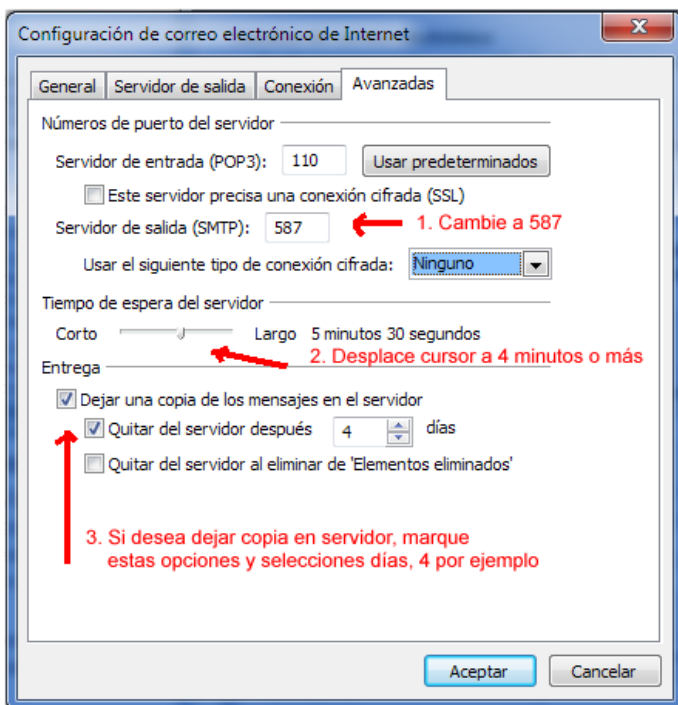 Configuración de correo electrónico de Internet
General Servidor de salida Conexión Avanzadas
Números de puerto del servidor
Servidor de entrada (POP3): 110 Usar predeterminados
Este servidor precisa una conexión cifrada (SSL)
Servidor de salida (SMTP): 587 1. Cambie a 587
Usar el siguiente tipo de conexión cifrada: Ninguno
Tiempo de espera del servidor
Corto Largo 5 minutos 30 segundos
2. Desplace cursor a 4 minutos o más
Entrega
Dejar una copia de los mensajes en el servidor
Quitar del servidor después 4 días
Quitar del servidor al eliminar de 'Elementos eliminados'
3. Si desea dejar copia en servidor, marque
estas opciones y selecciones días, 4 por ejemplo
Aceptar Cancelar